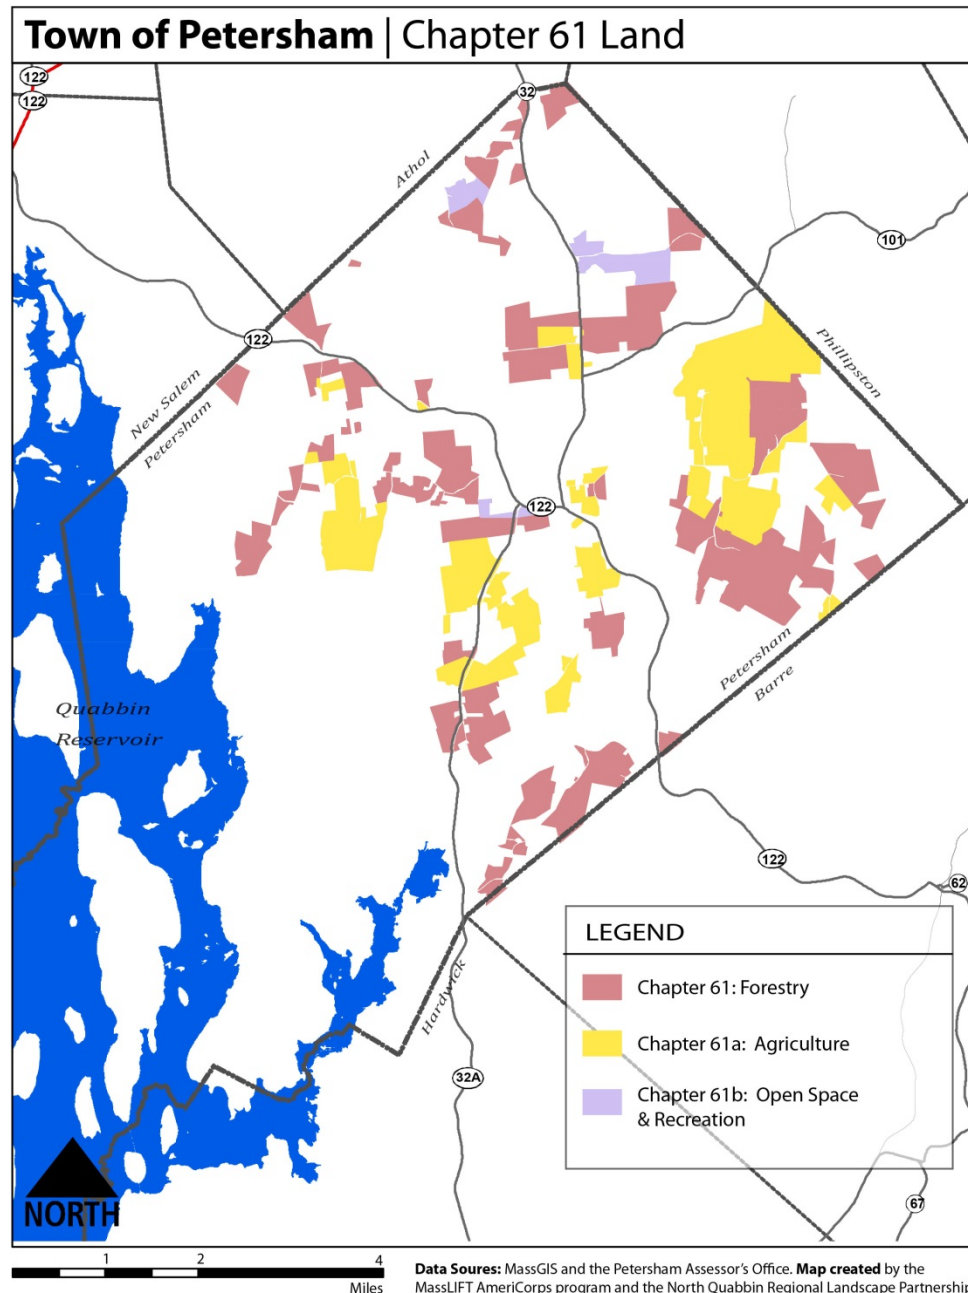 Town of Petersham | Chapter 61 Land
122
122
32
Athol
101
122
New Salem
Petersham
Phillipston
122
Petersham
Barre
Quabbin
Reservoir
122
62
Hardwick
32A
67
LEGEND
Chapter 61: Forestry
Chapter 61a: Agriculture
Chapter 61b: Open Space
& Recreation
NORTH
1 2 4
Miles
Data Soures: MassGIS and the Petersham Assessor's Office. Map created by the
MassLIFT AmeriCorps program and the North Quabbin Regional Landscape Partnership